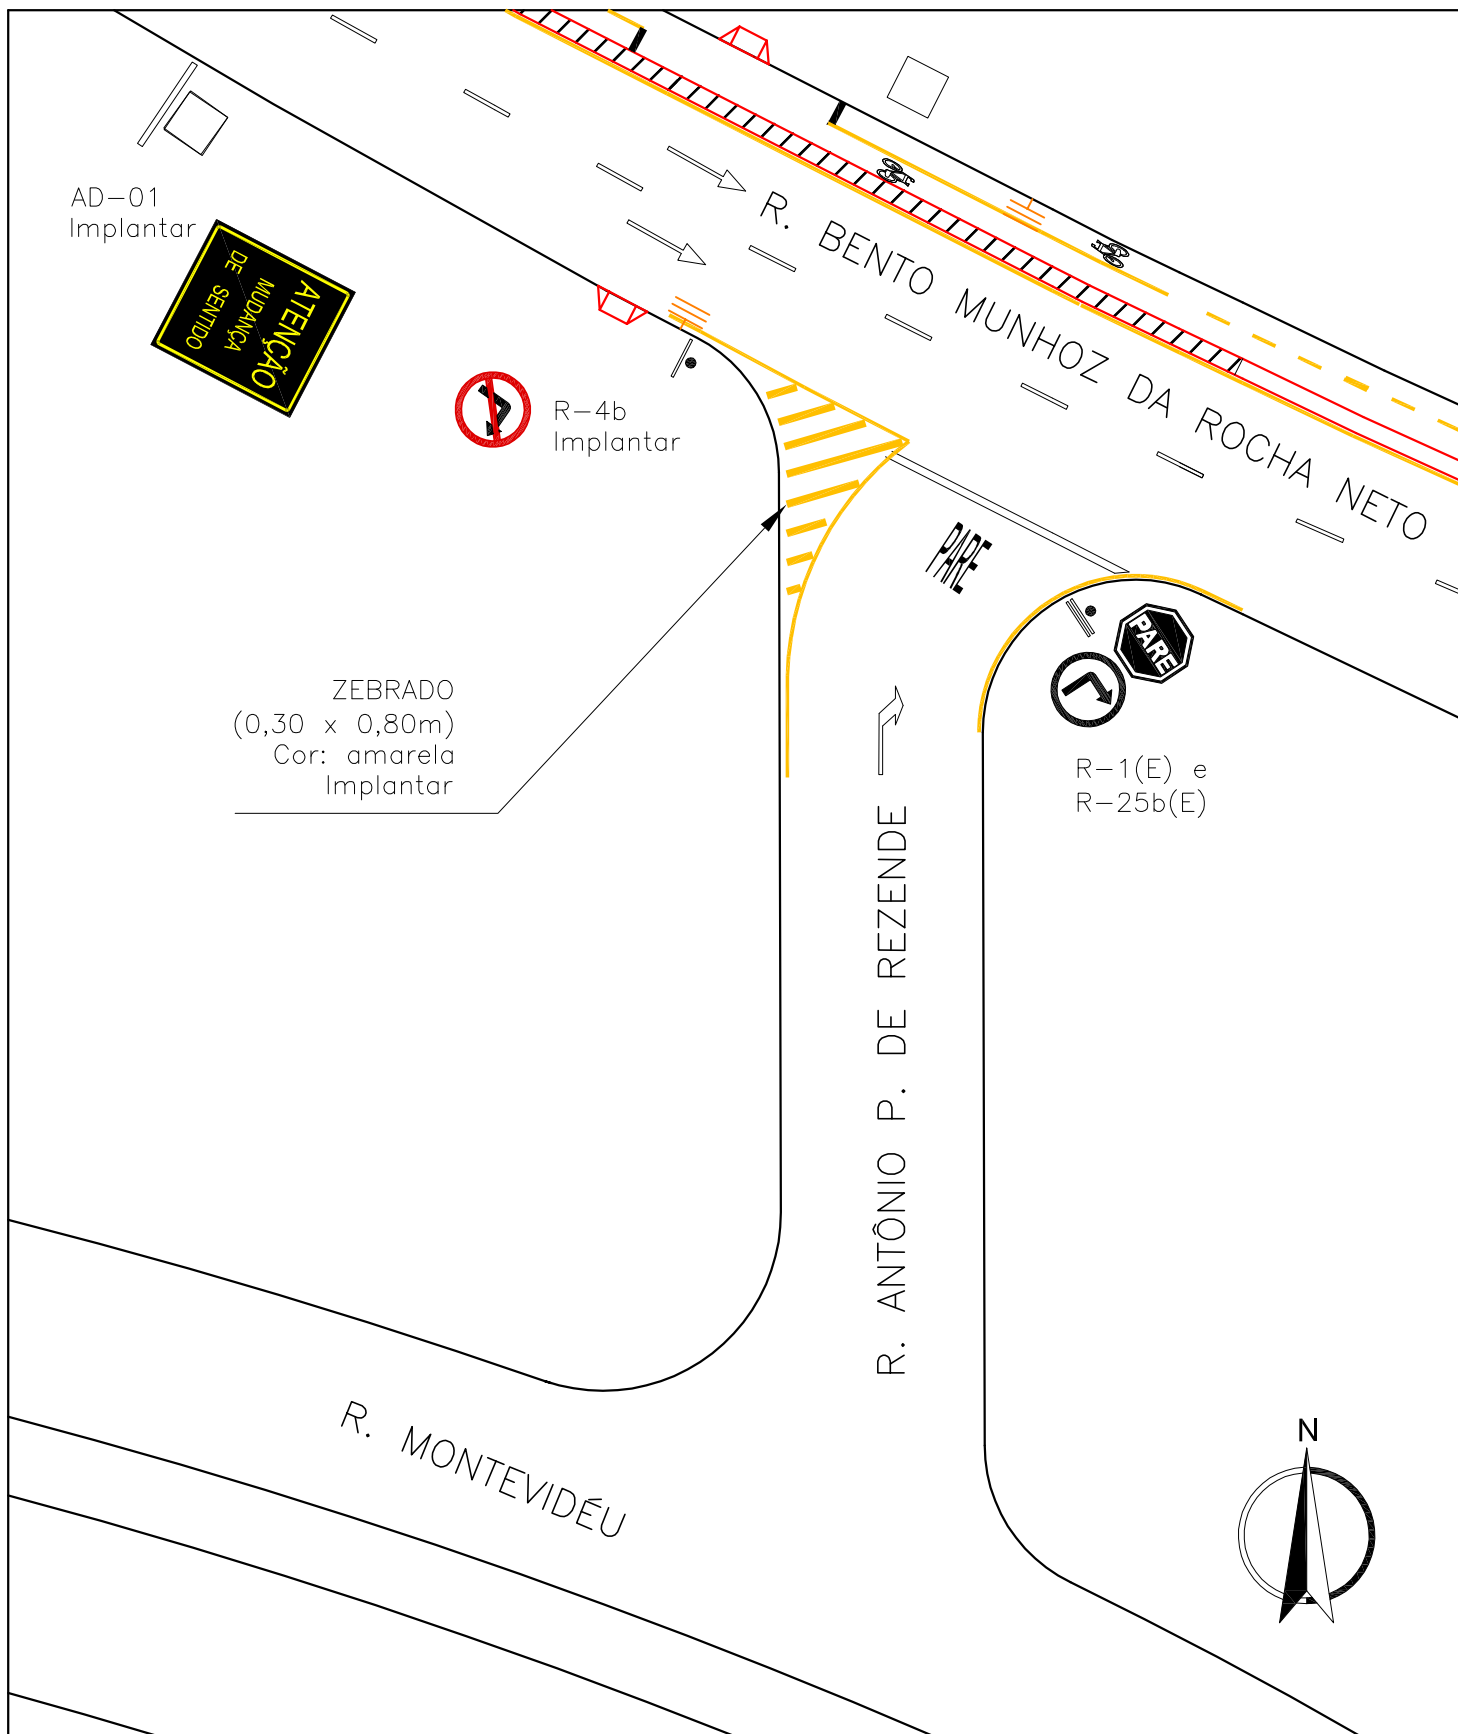 AD-01
Implantar
ATENÇÃO
MUDANÇA
DE SENTIDO
R-4b
Implantar
R. BENTO MUNHOZ DA ROCHA NETO
PARE
PARE
R-1(E) e
R-25b(E)
ZEBRADO
(0,30 x 0,80m)
Cor: amarela
Implantar
R. ANTÔNIO P. DE REZENDE
R. MONTEVIDÉU
N